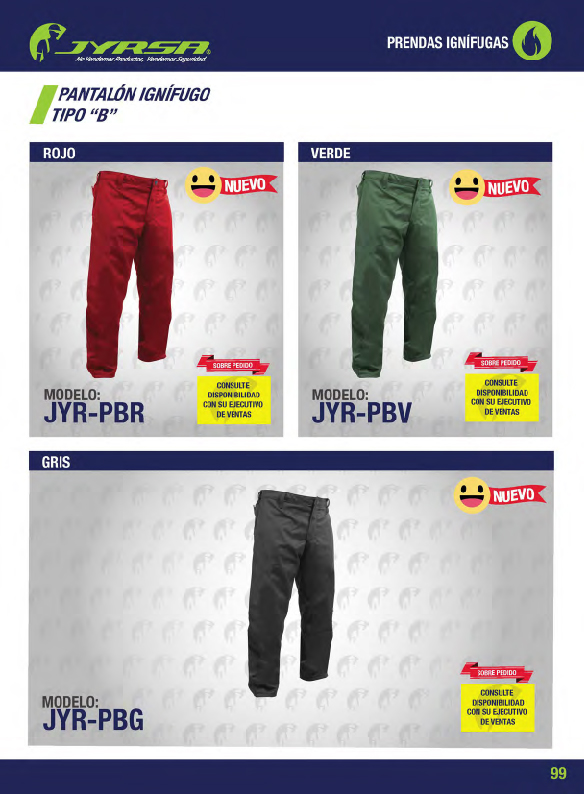 JYRSA®
No Vendemos Productos, Vendemos Seguridad
PRENDAS IGNÍFUGAS
PANTALÓN IGNÍFUGO
TIPO “B”
ROJO
NUEVO
SOBRE PEDIDO
CONSULTE
DISPONIBILIDAD
CON SU EJECUTIVO
DE VENTAS
MODELO:
JYR-PBR
VERDE
NUEVO
SOBRE PEDIDO
CONSULTE
DISPONIBILIDAD
CON SU EJECUTIVO
DE VENTAS
MODELO:
JYR-PBV
GRIS
NUEVO
SOBRE PEDIDO
CONSULTE
DISPONIBILIDAD
CON SU EJECUTIVO
DE VENTAS
MODELO:
JYR-PBG
99